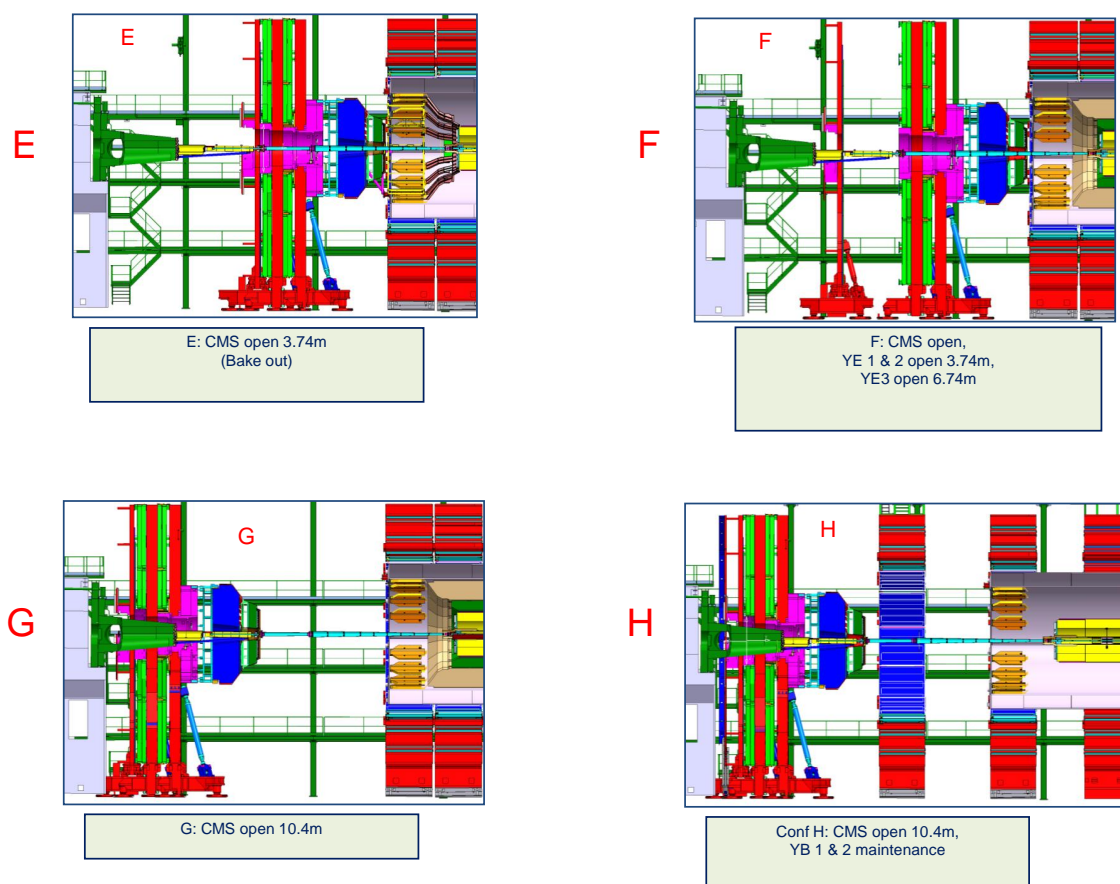 E
E
E: CMS open 3.74m
(Bake out)
F
F
F: CMS open,
YE 1 & 2 open 3.74m,
YE3 open 6.74m
G
G
G: CMS open 10.4m
H
H
Conf H: CMS open 10.4m,
YB 1 & 2 maintenance